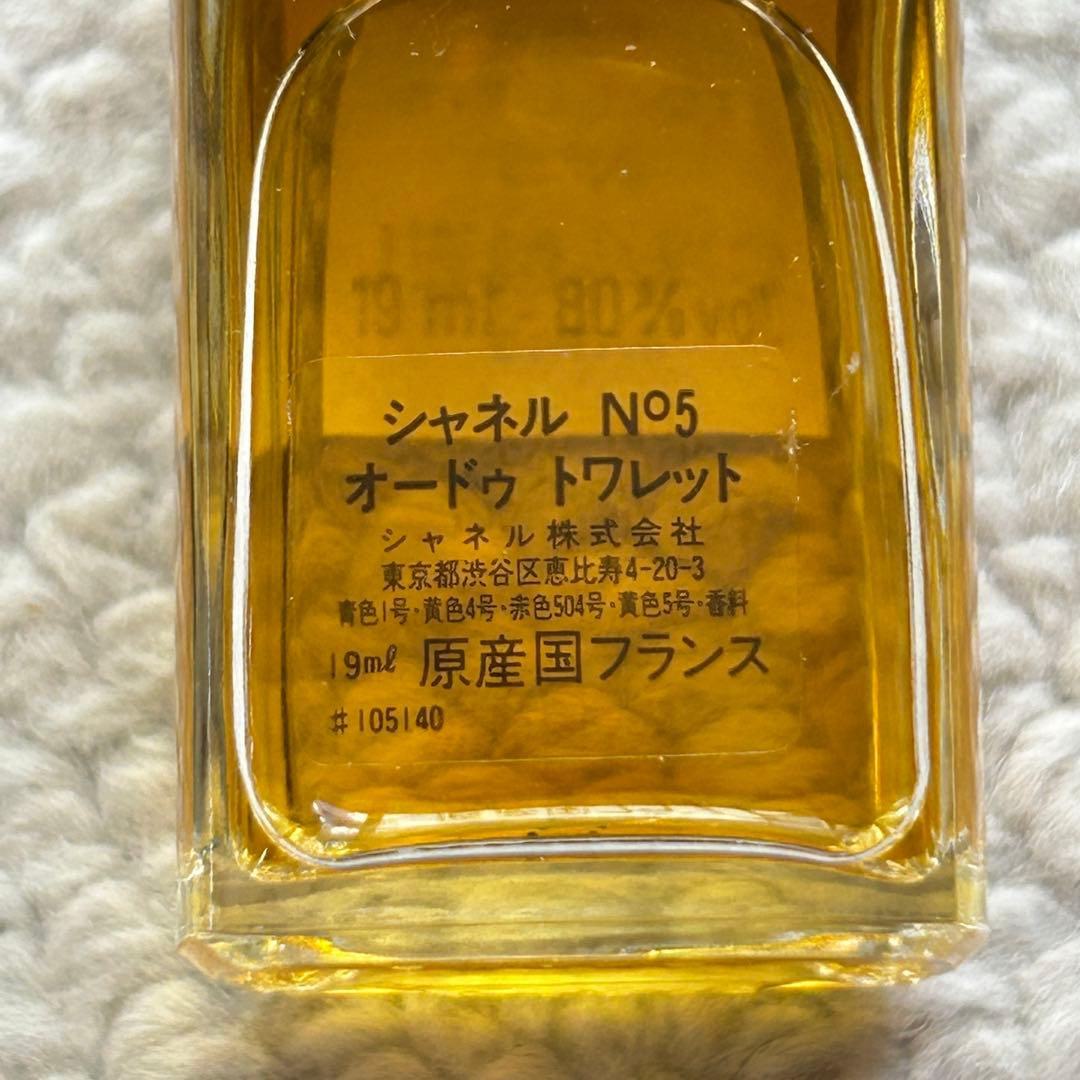 19 ml - 80% vol
シャネル Nº5
オードゥ トワレット
シャネル株式会社
東京都渋谷区恵比寿4-20-3
青色1号・黄色4号・赤色504号・黄色5号・香料
19ml 原産国フランス
#105140